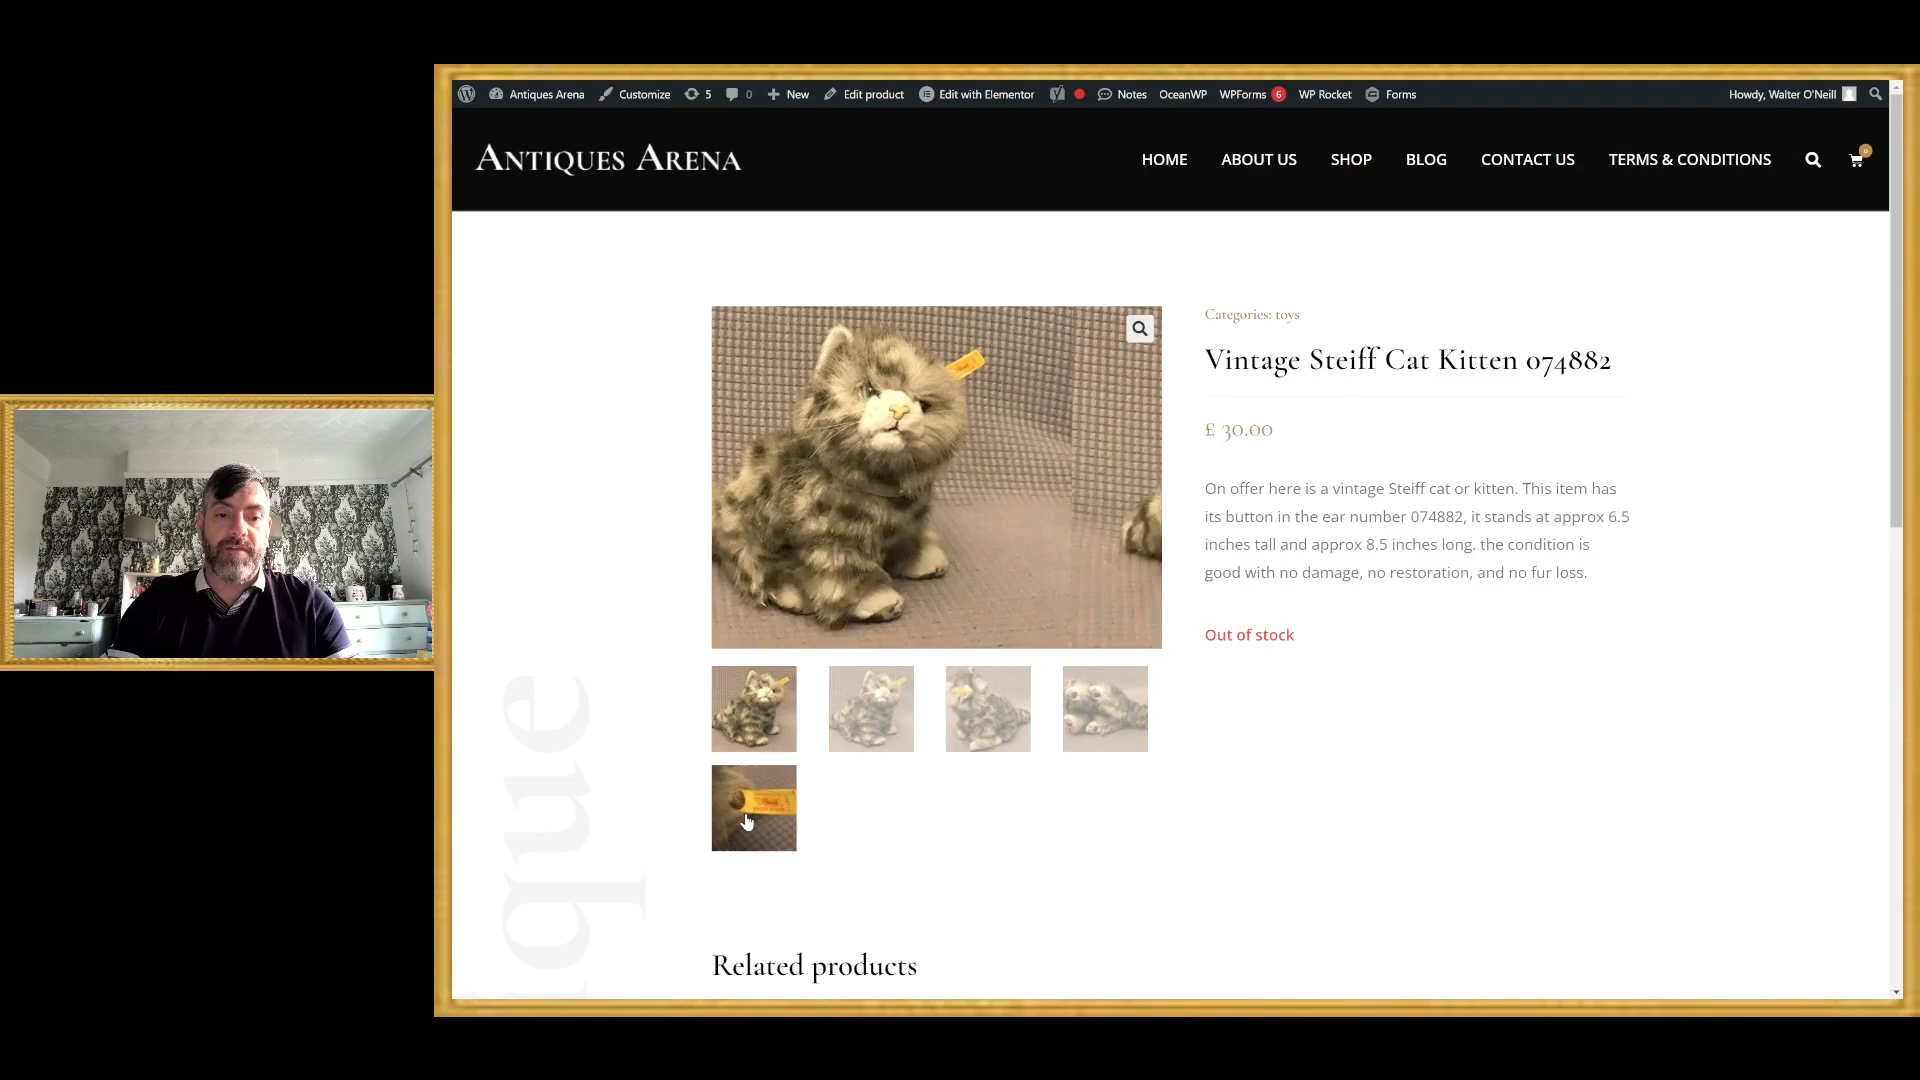 Antiques Arena
Customize
5
0
New
Edit product
Edit with Elementor
Notes
OceanWP
WPForms 6
WP Rocket
Forms
Howdy, Walter O'Neill
Antiques Arena
HOME
ABOUT US
SHOP
BLOG
CONTACT US
TERMS & CONDITIONS
0
Categories: toys
Vintage Steiff Cat Kitten 074882
£ 30.00
On offer here is a vintage Steiff cat or kitten. This item has
its button in the ear number 074882, it stands at approx 6.5
inches tall and approx 8.5 inches long. the condition is
good with no damage, no restoration, and no fur loss.
Out of stock
que
Related products